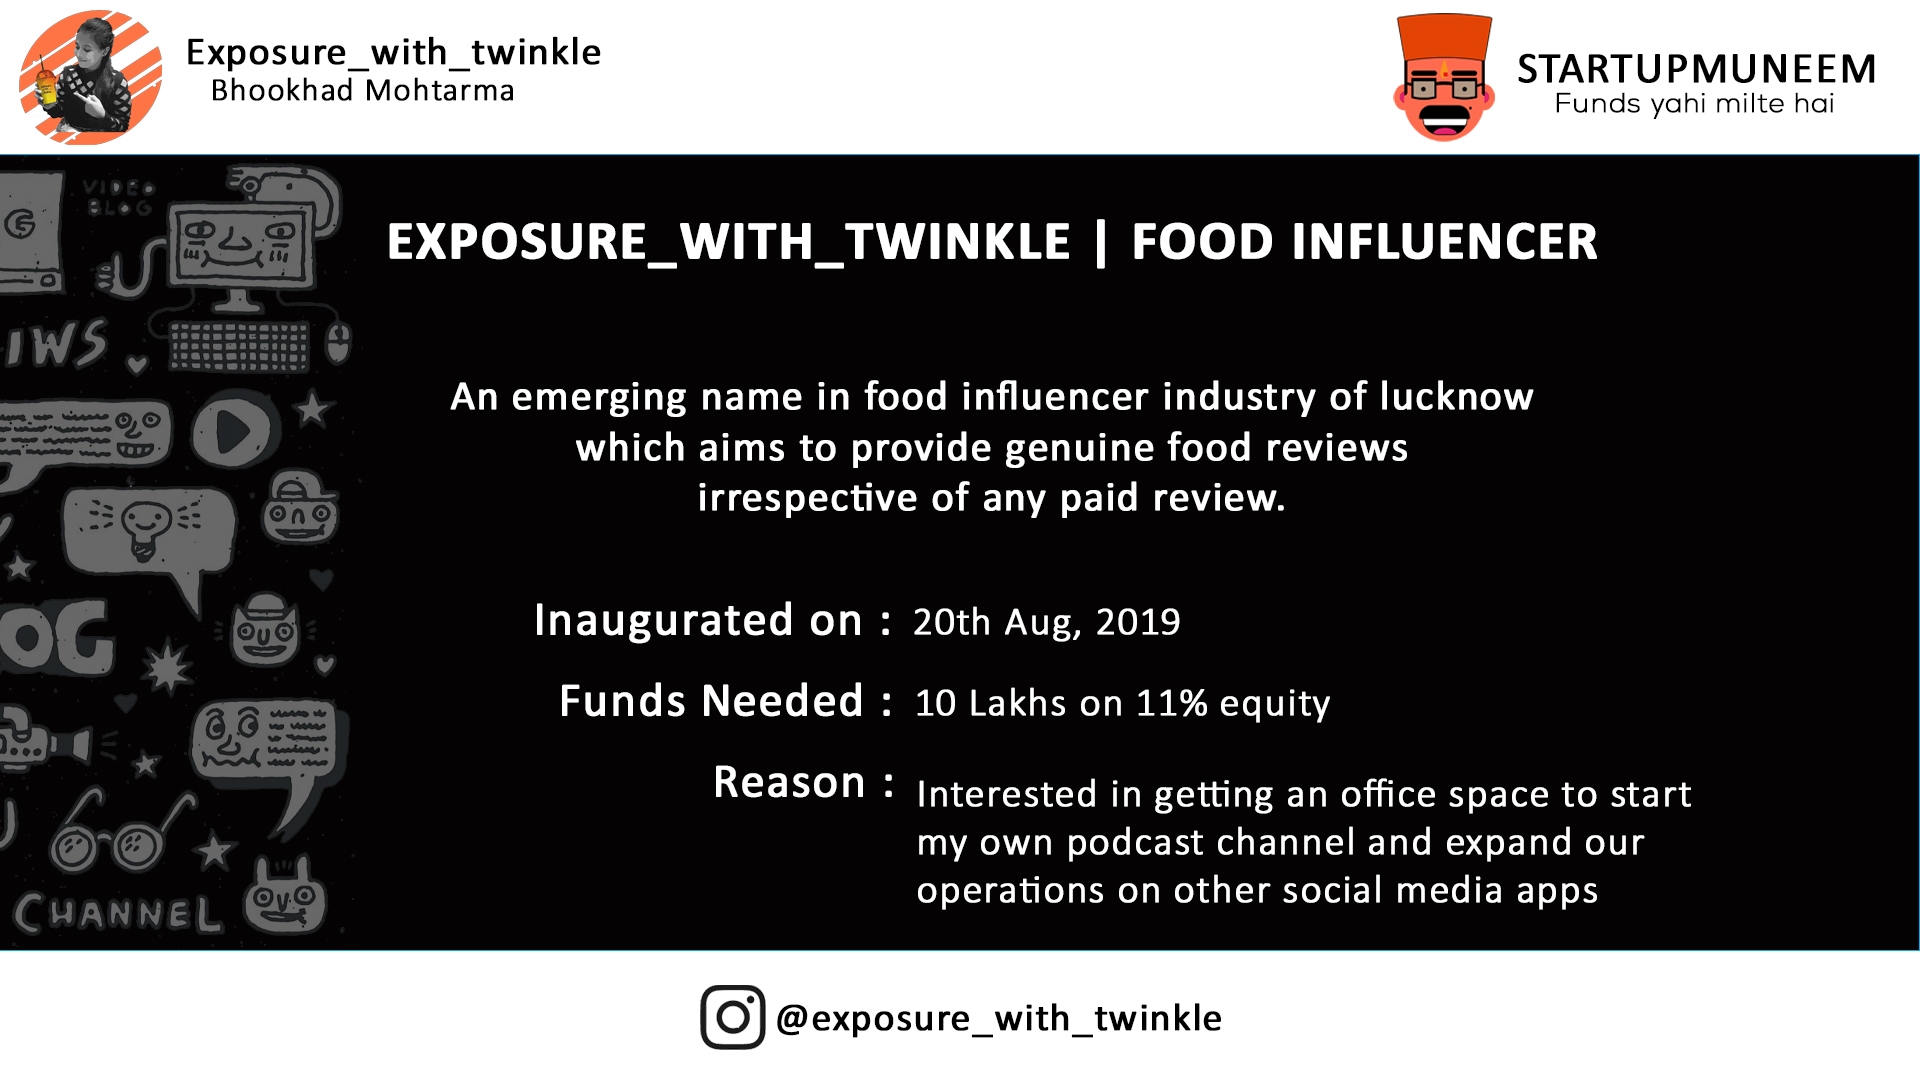 Exposure_with_twinkle
Bhookhad Mohtarma
STARTUPMUNEEM
Funds yahi milte hai
VIDEO
BLOG
G
IWS
OG
CHANNEL
EXPOSURE_WITH_TWINKLE | FOOD INFLUENCER
An emerging name in food influencer industry of lucknow
which aims to provide genuine food reviews
irrespective of any paid review.
Inaugurated on : 20th Aug, 2019
Funds Needed : 10 Lakhs on 11% equity
Reason : Interested in getting an office space to start
my own podcast channel and expand our
operations on other social media apps
@exposure_with_twinkle